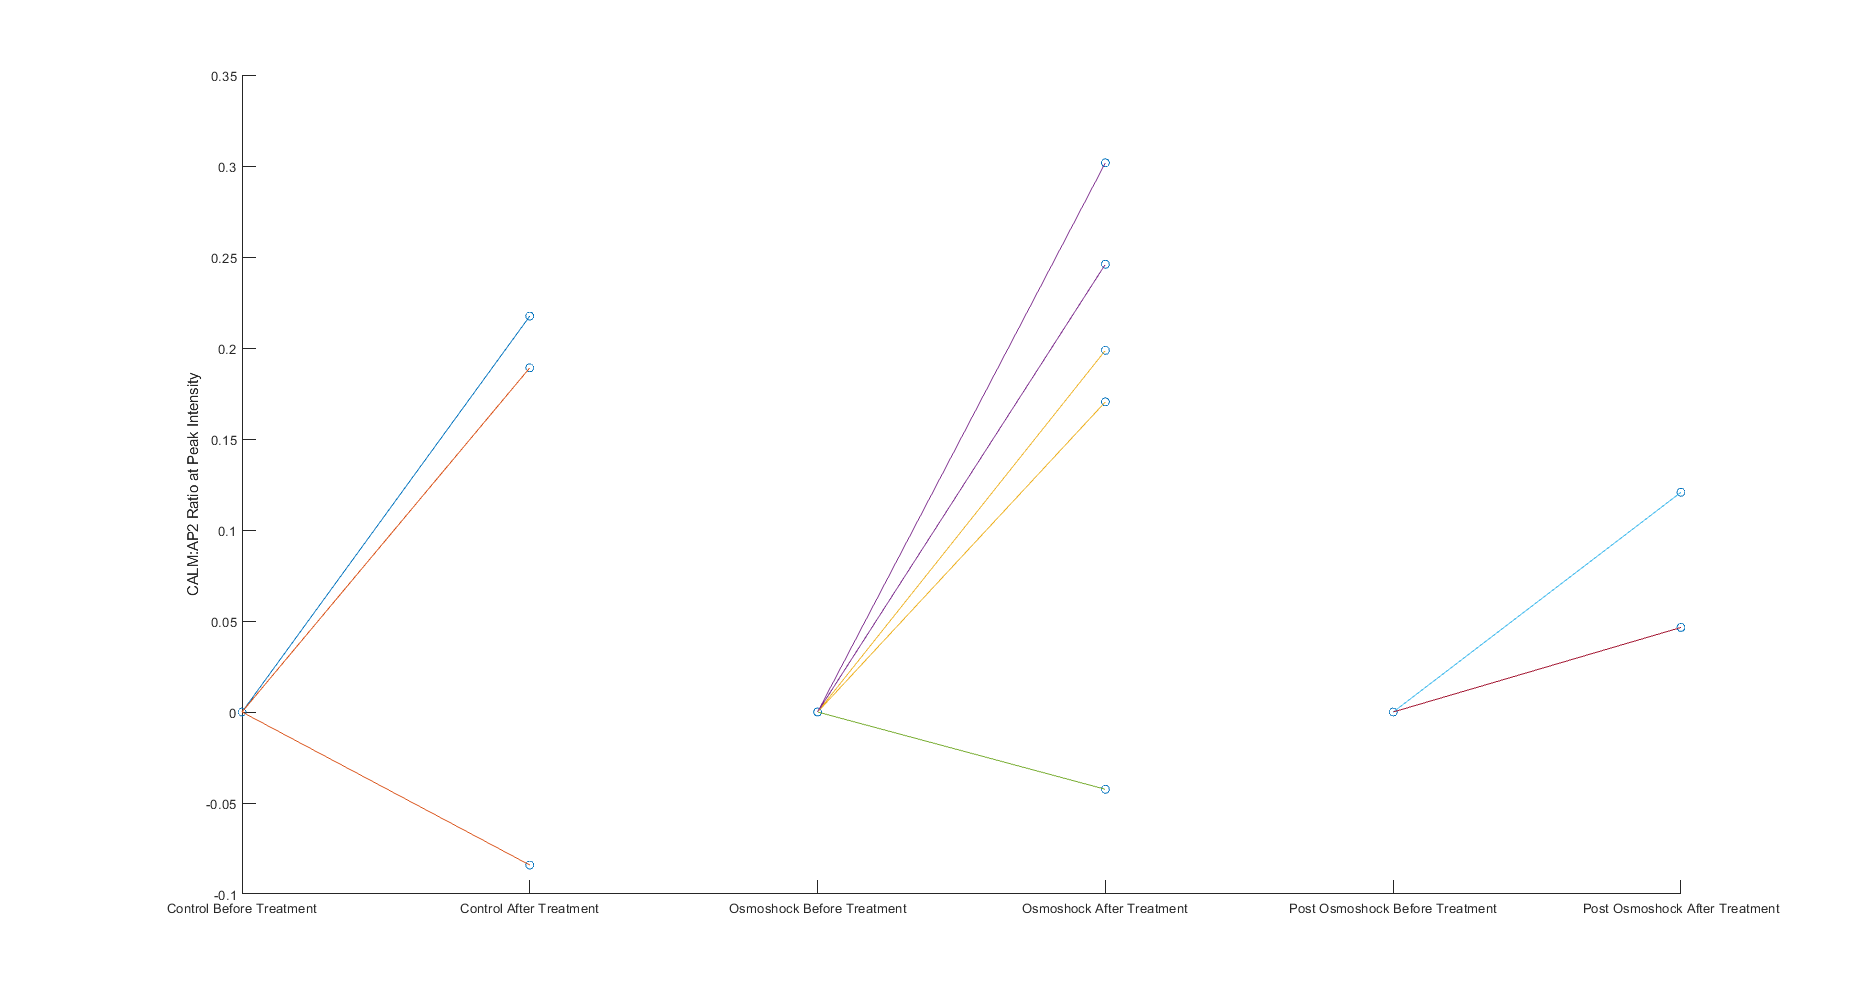 0.35
0.3
0.25
0.2
0.15
0.1
0.05
0
-0.05
-0.1
CALM:AP2 Ratio at Peak Intensity
Control Before Treatment
Control After Treatment
Osmoshock Before Treatment
Osmoshock After Treatment
Post Osmoshock Before Treatment
Post Osmoshock After Treatment